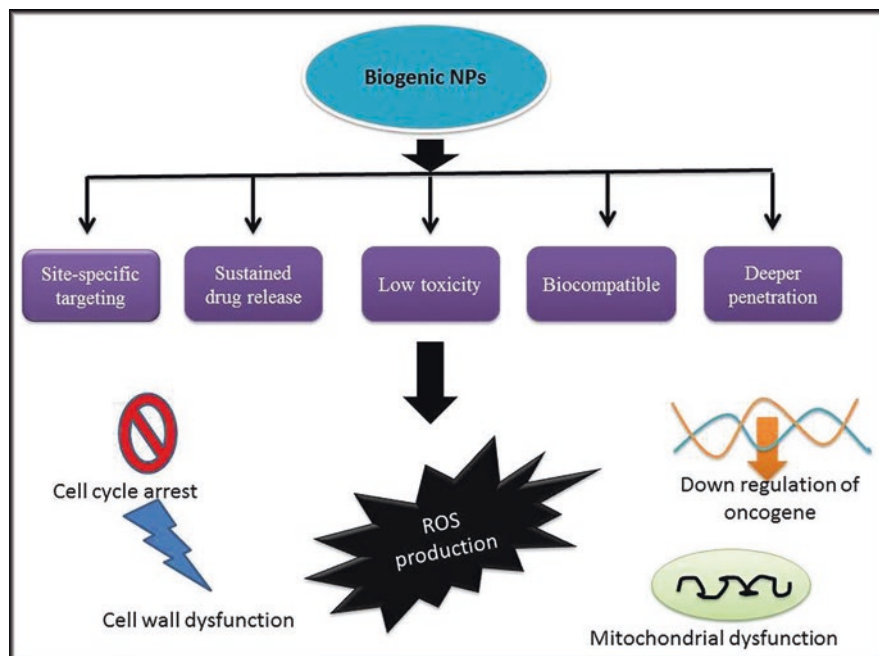 Biogenic NPs
Site-specific
targeting
Sustained
drug release
Low toxicity
Biocompatible
Deeper
penetration
Cell cycle arrest
Cell wall dysfunction
ROS
production
Down regulation of
oncogene
Mitochondrial dysfunction